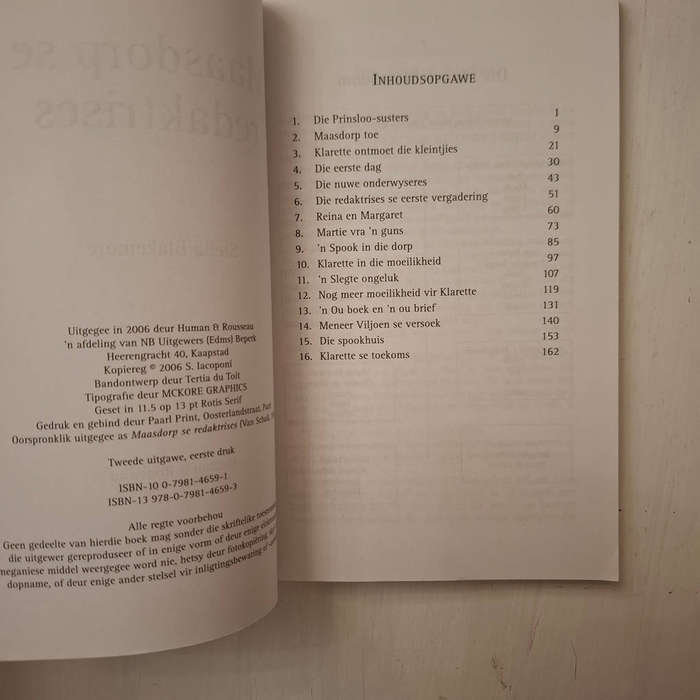 Uitgegee in 2006 deur Human & Rousseau
'n afdeling van NB Uitgewers (Edms) Beperk
Heerengracht 40, Kaapstad
Kopiereg © 2006 S. Iacoponi
Bandontwerp deur Tertia du Toit
Tipografie deur MCKORE GRAPHICS
Geset in 11.5 op 13 pt Rotis Serif
Gedruk en gebind deur Paarl Print, Oosterlandstraat,
Oorspronklik uitgegee as Maasdorp se redaktrises (Van Schaik,
Tweede uitgawe, eerste druk
ISBN-10 0-7981-4659-1
ISBN-13 978-0-7981-4659-3
Alle regte voorbehou
Geen gedeelte van hierdie boek mag sonder die skriftelike
die uitgewer gereproduseer of in enige vorm of deur enige
meganiese middel weergegee word nie, hetsy deur fotokopiëring,
dopname, of deur enige ander stelsel vir inligtingsbewaring
INHOUDSOPGAWE
1. Die Prinsloo-susters 1
2. Maasdorp toe 9
3. Klarette ontmoet die kleintjies 21
4. Die eerste dag 30
5. Die nuwe onderwyseres 43
6. Die redaktrises se eerste vergadering 51
7. Reina en Margaret 60
8. Martie vra 'n guns 73
9. 'n Spook in die dorp 85
10. Klarette in die moeilikheid 97
11. 'n Slegte ongeluk 107
12. Nog meer moeilikheid vir Klarette 119
13. 'n Ou boek en 'n ou brief 131
14. Meneer Viljoen se versoek 140
15. Die spookhuis 153
16. Klarette se toekoms 162